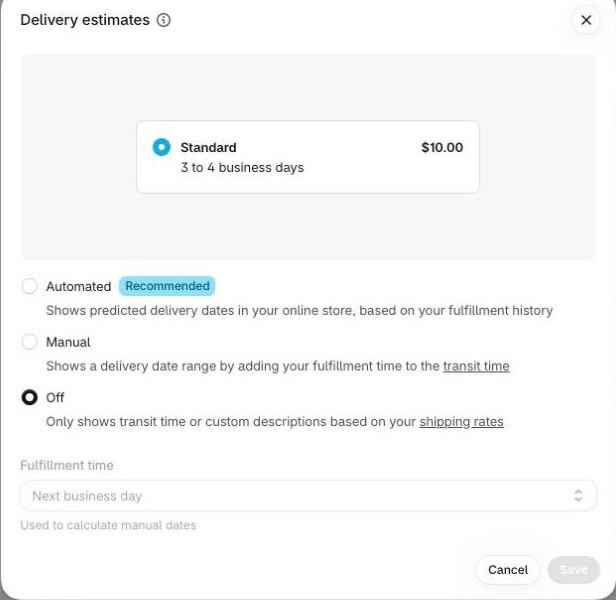 Delivery estimates
Standard $10.00
3 to 4 business days
Automated Recommended
Shows predicted delivery dates in your online store, based on your fulfillment history
Manual
Shows a delivery date range by adding your fulfillment time to the transit time
Off
Only shows transit time or custom descriptions based on your shipping rates
Fulfillment time
Next business day
Used to calculate manual dates
Cancel Save